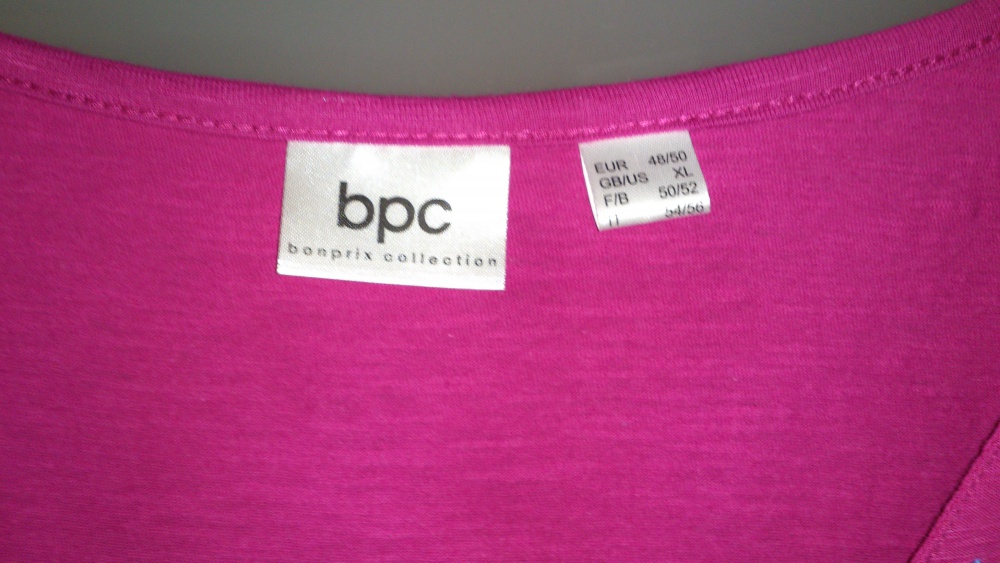 bpc
bonprix collection
EUR 48/50
GB/US XL
F/B 50/52
54/56